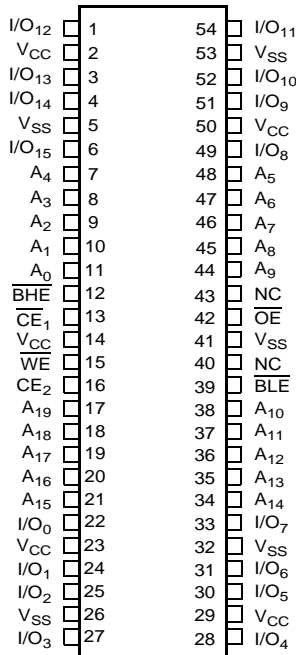 I/O12 1 54 I/O11
VCC 2 53 VSS
I/O13 3 52 I/O10
I/O14 4 51 I/O9
VSS 5 50 VCC
I/O15 6 49 I/O8
A4 7 48 A5
A3 8 47 A6
A2 9 46 A7
A1 10 45 A8
A0 11 44 A9
B̅H̅E̅ 12 43 NC
C̅E̅1 13 42 O̅E̅
VCC 14 41 VSS
W̅E̅ 15 40 NC
CE2 16 39 B̅L̅E̅
A19 17 38 A10
A18 18 37 A11
A17 19 36 A12
A16 20 35 A13
A15 21 34 A14
I/O0 22 33 I/O7
VCC 23 32 VSS
I/O1 24 31 I/O6
I/O2 25 30 I/O5
VSS 26 29 VCC
I/O3 27 28 I/O4